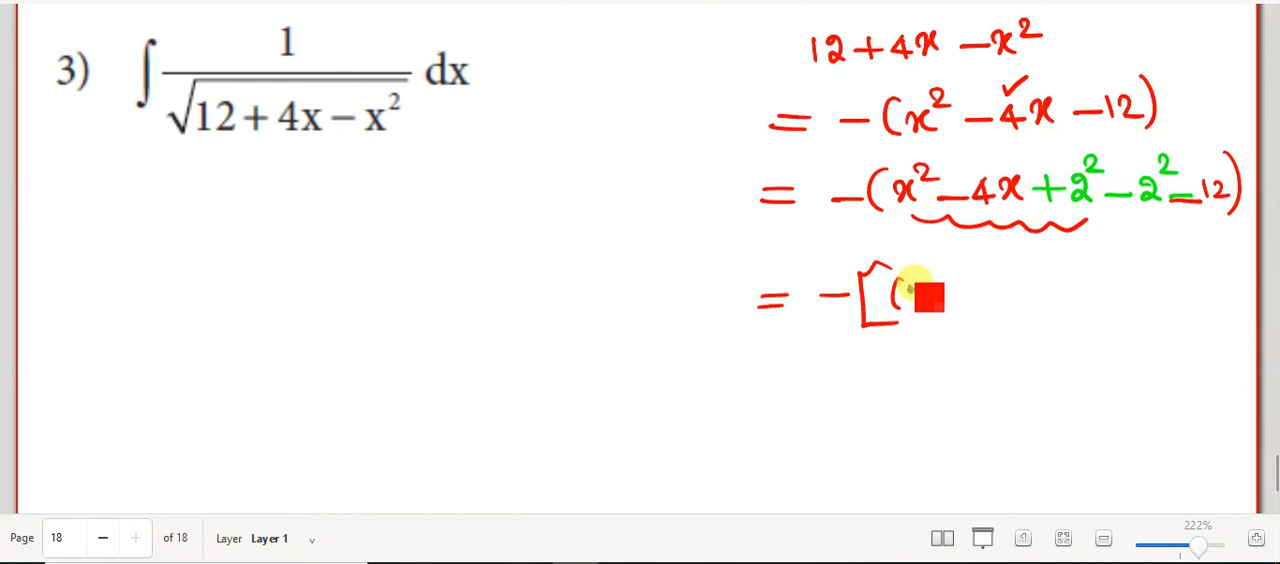 3) ∫ 1/√(12 + 4x − x²) dx
12 + 4x − x²
= −(x² − 4x − 12)
= −(x² − 4x + 2² − 2² − 12)
= −[(
Page 18 − + of 18 Layer Layer 1 222%